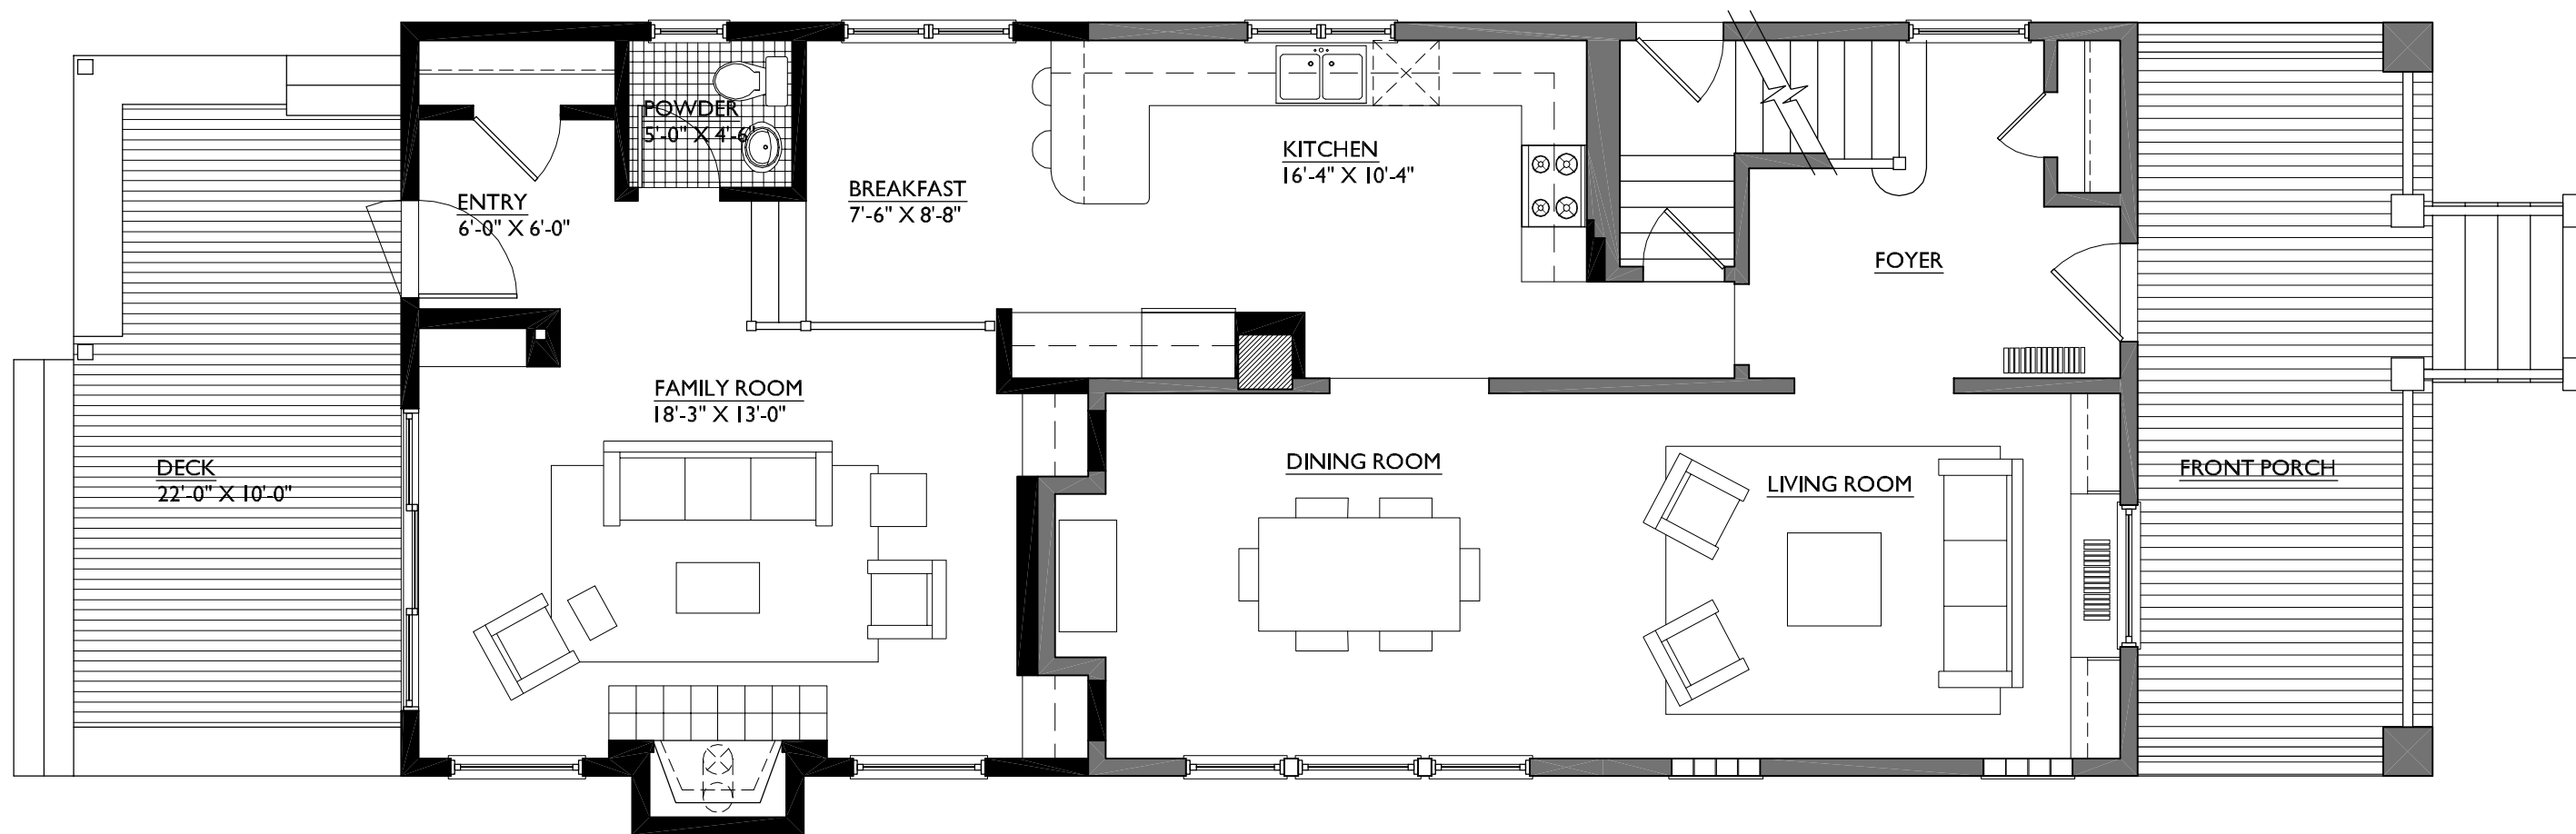 POWDER
5'-0" X 4'-6"
ENTRY
6'-0" X 6'-0"
BREAKFAST
7'-6" X 8'-8"
KITCHEN
16'-4" X 10'-4"
FOYER
FAMILY ROOM
18'-3" X 13'-0"
DECK
22'-0" X 10'-0"
DINING ROOM
LIVING ROOM
FRONT PORCH